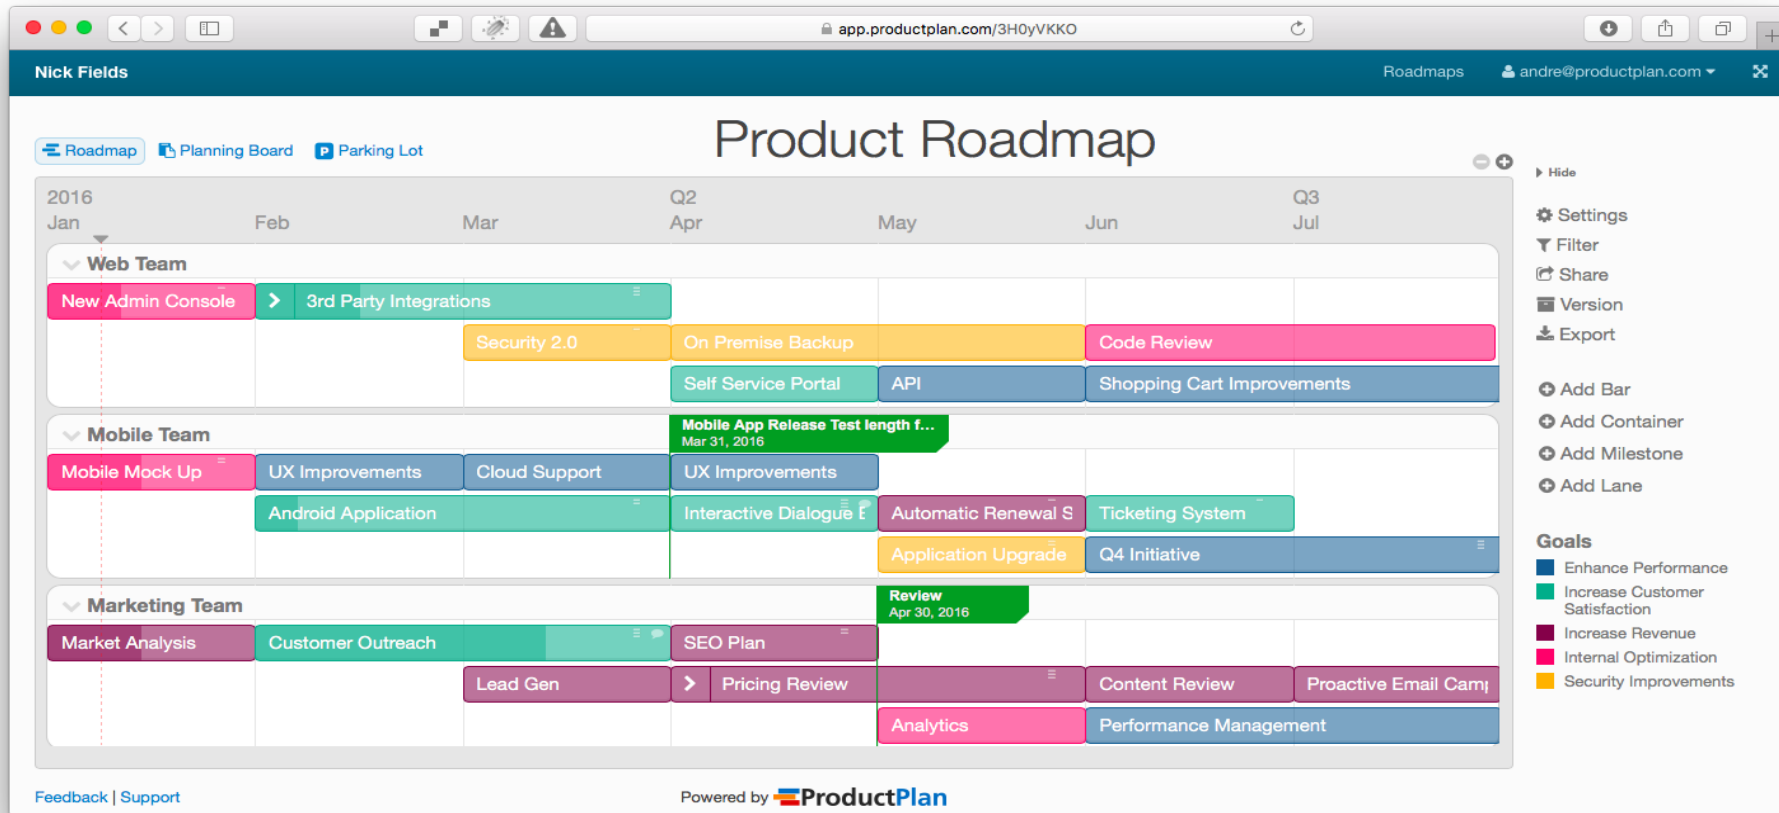 app.productplan.com/3H0yVKKO
Nick Fields
Roadmaps
andre@productplan.com
Roadmap
Planning Board
P Parking Lot
Product Roadmap
Hide
2016
Q2
Q3
Jan
Feb
Mar
Apr
May
Jun
Jul
Settings
Filter
Share
Version
Export
Add Bar
Add Container
Add Milestone
Add Lane
Goals
Enhance Performance
Increase Customer
Satisfaction
Increase Revenue
Internal Optimization
Security Improvements
Web Team
New Admin Console
3rd Party Integrations
Security 2.0
On Premise Backup
Code Review
Self Service Portal
API
Shopping Cart Improvements
Mobile Team
Mobile App Release Test length f...
Mar 31, 2016
Mobile Mock Up
UX Improvements
Cloud Support
UX Improvements
Android Application
Interactive Dialogue
Automatic Renewal S
Ticketing System
Application Upgrade
Q4 Initiative
Marketing Team
Review
Apr 30, 2016
Market Analysis
Customer Outreach
SEO Plan
Lead Gen
Pricing Review
Content Review
Proactive Email Cam
Analytics
Performance Management
Feedback | Support
Powered by ProductPlan